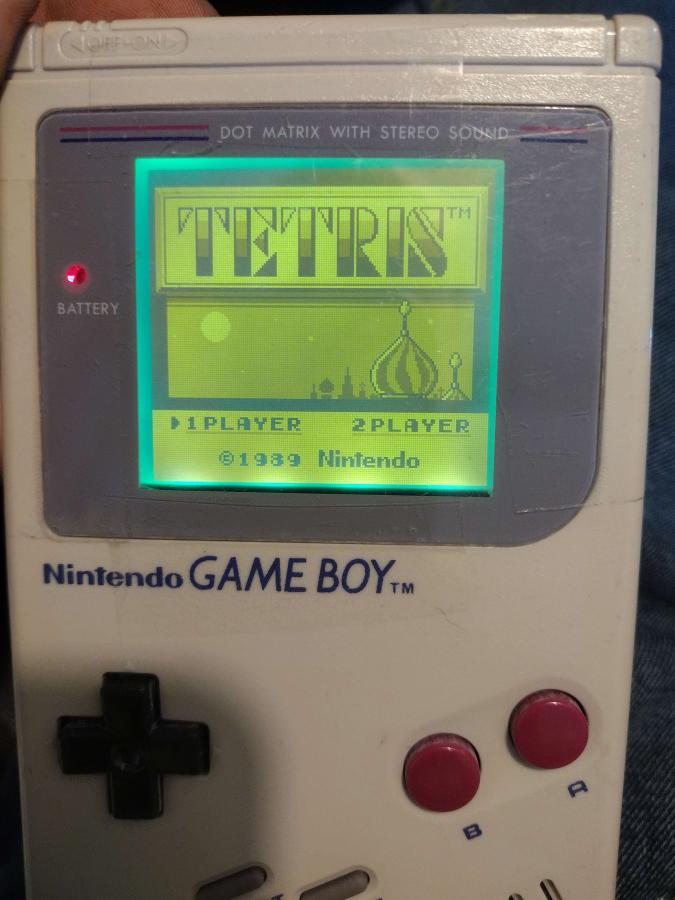 ◁OFF•ON▷
DOT MATRIX WITH STEREO SOUND
TETRIS™
BATTERY
▶1PLAYER 2PLAYER
©1989 Nintendo
Nintendo GAME BOY™
B A